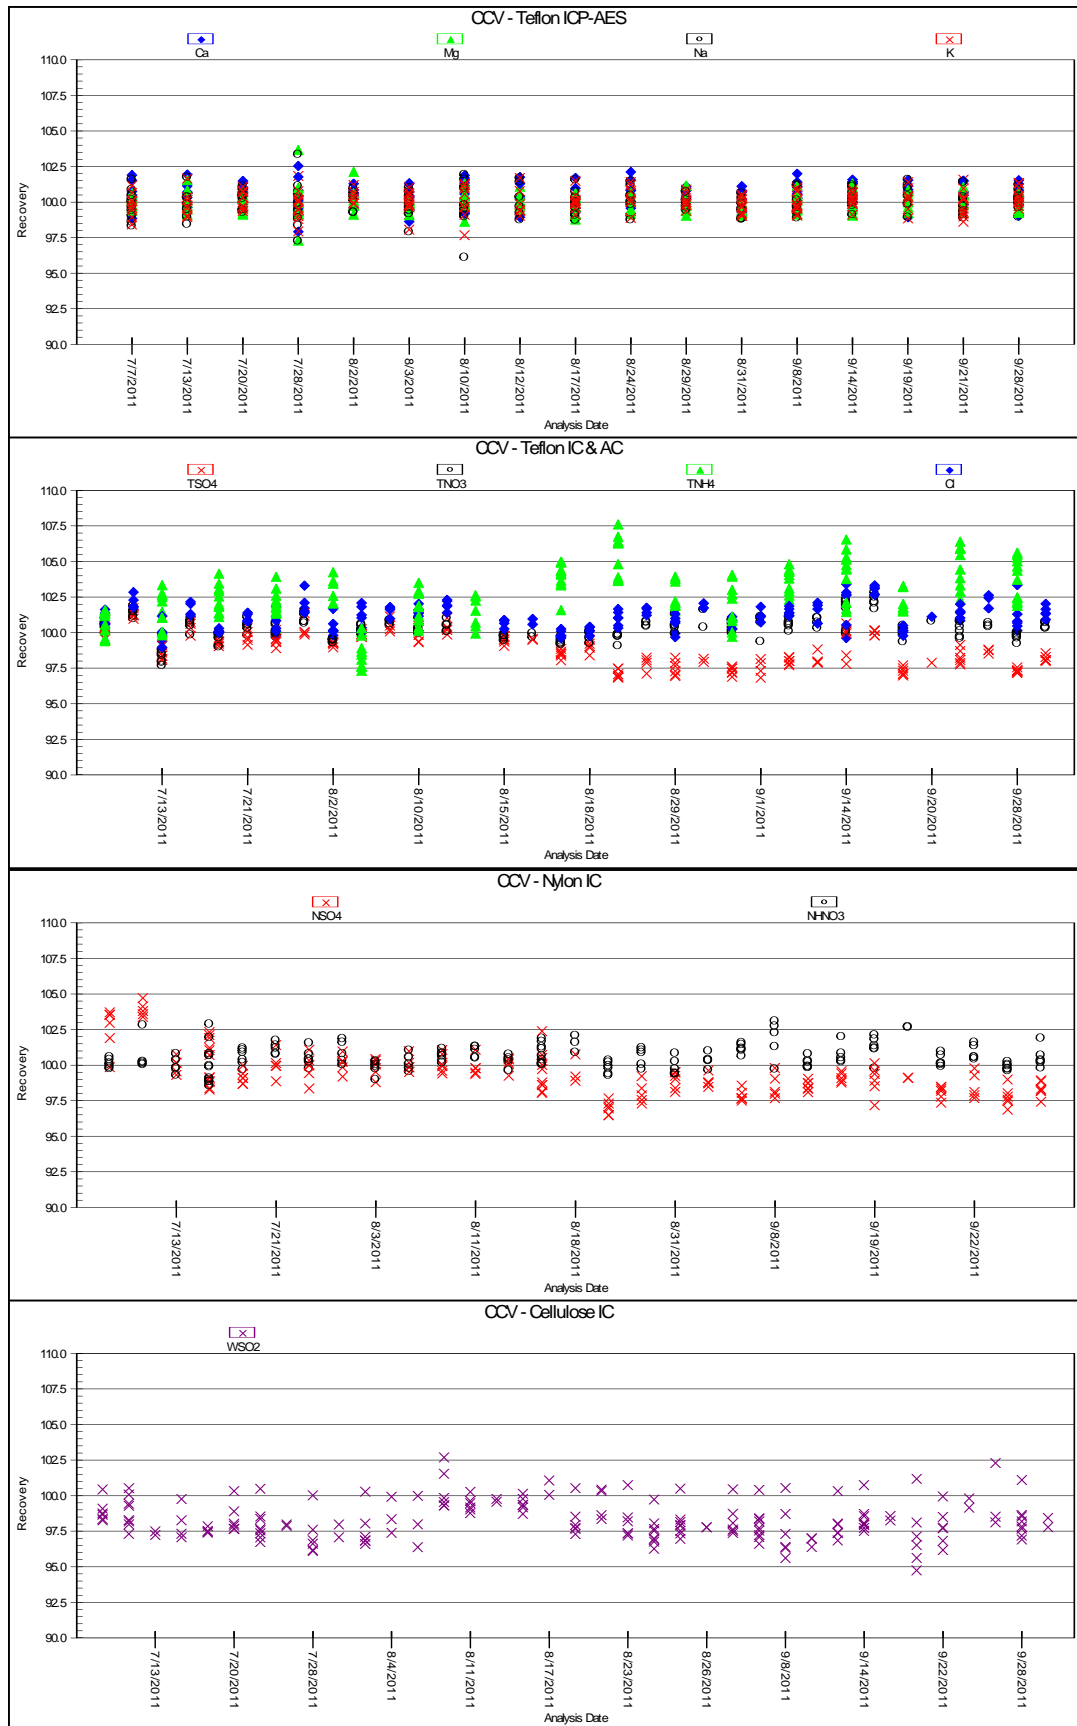 CCV - Teflon ICP-AES
Ca Mg Na K
110.0
107.5
105.0
102.5
100.0
97.5
95.0
92.5
90.0
Recovery
7/7/2011 7/13/2011 7/20/2011 7/28/2011 8/2/2011 8/3/2011 8/10/2011 8/12/2011 8/17/2011 8/24/2011 8/29/2011 8/31/2011 9/8/2011 9/14/2011 9/19/2011 9/21/2011 9/28/2011
Analysis Date
CCV - Teflon IC & AC
TSO4 TNO3 TNH4 Cl
110.0
107.5
105.0
102.5
100.0
97.5
95.0
92.5
90.0
Recovery
7/13/2011 7/21/2011 8/2/2011 8/10/2011 8/15/2011 8/18/2011 8/29/2011 9/1/2011 9/14/2011 9/20/2011 9/28/2011
Analysis Date
CCV - Nylon IC
NSO4 NHNO3
110.0
107.5
105.0
102.5
100.0
97.5
95.0
92.5
90.0
Recovery
7/13/2011 7/21/2011 8/3/2011 8/11/2011 8/18/2011 8/31/2011 9/8/2011 9/19/2011 9/22/2011
Analysis Date
CCV - Cellulose IC
WSO2
110.0
107.5
105.0
102.5
100.0
97.5
95.0
92.5
90.0
Recovery
7/13/2011 7/20/2011 7/28/2011 8/4/2011 8/11/2011 8/17/2011 8/23/2011 8/26/2011 9/8/2011 9/14/2011 9/22/2011 9/28/2011
Analysis Date